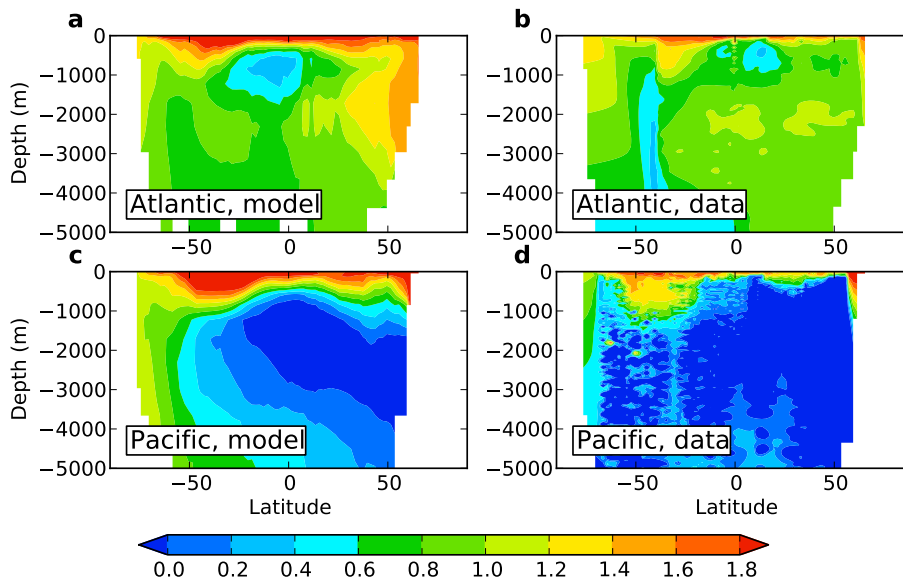 a
b
0
−1000
−2000
−3000
−4000
−5000
Depth (m)
Atlantic, model
−50
0
50
0
−1000
−2000
−3000
−4000
−5000
Atlantic, data
−50
0
50
c
d
0
−1000
−2000
−3000
−4000
−5000
Depth (m)
Pacific, model
−50
0
50
Latitude
0
−1000
−2000
−3000
−4000
−5000
Pacific, data
−50
0
50
Latitude
0.0 0.2 0.4 0.6 0.8 1.0 1.2 1.4 1.6 1.8